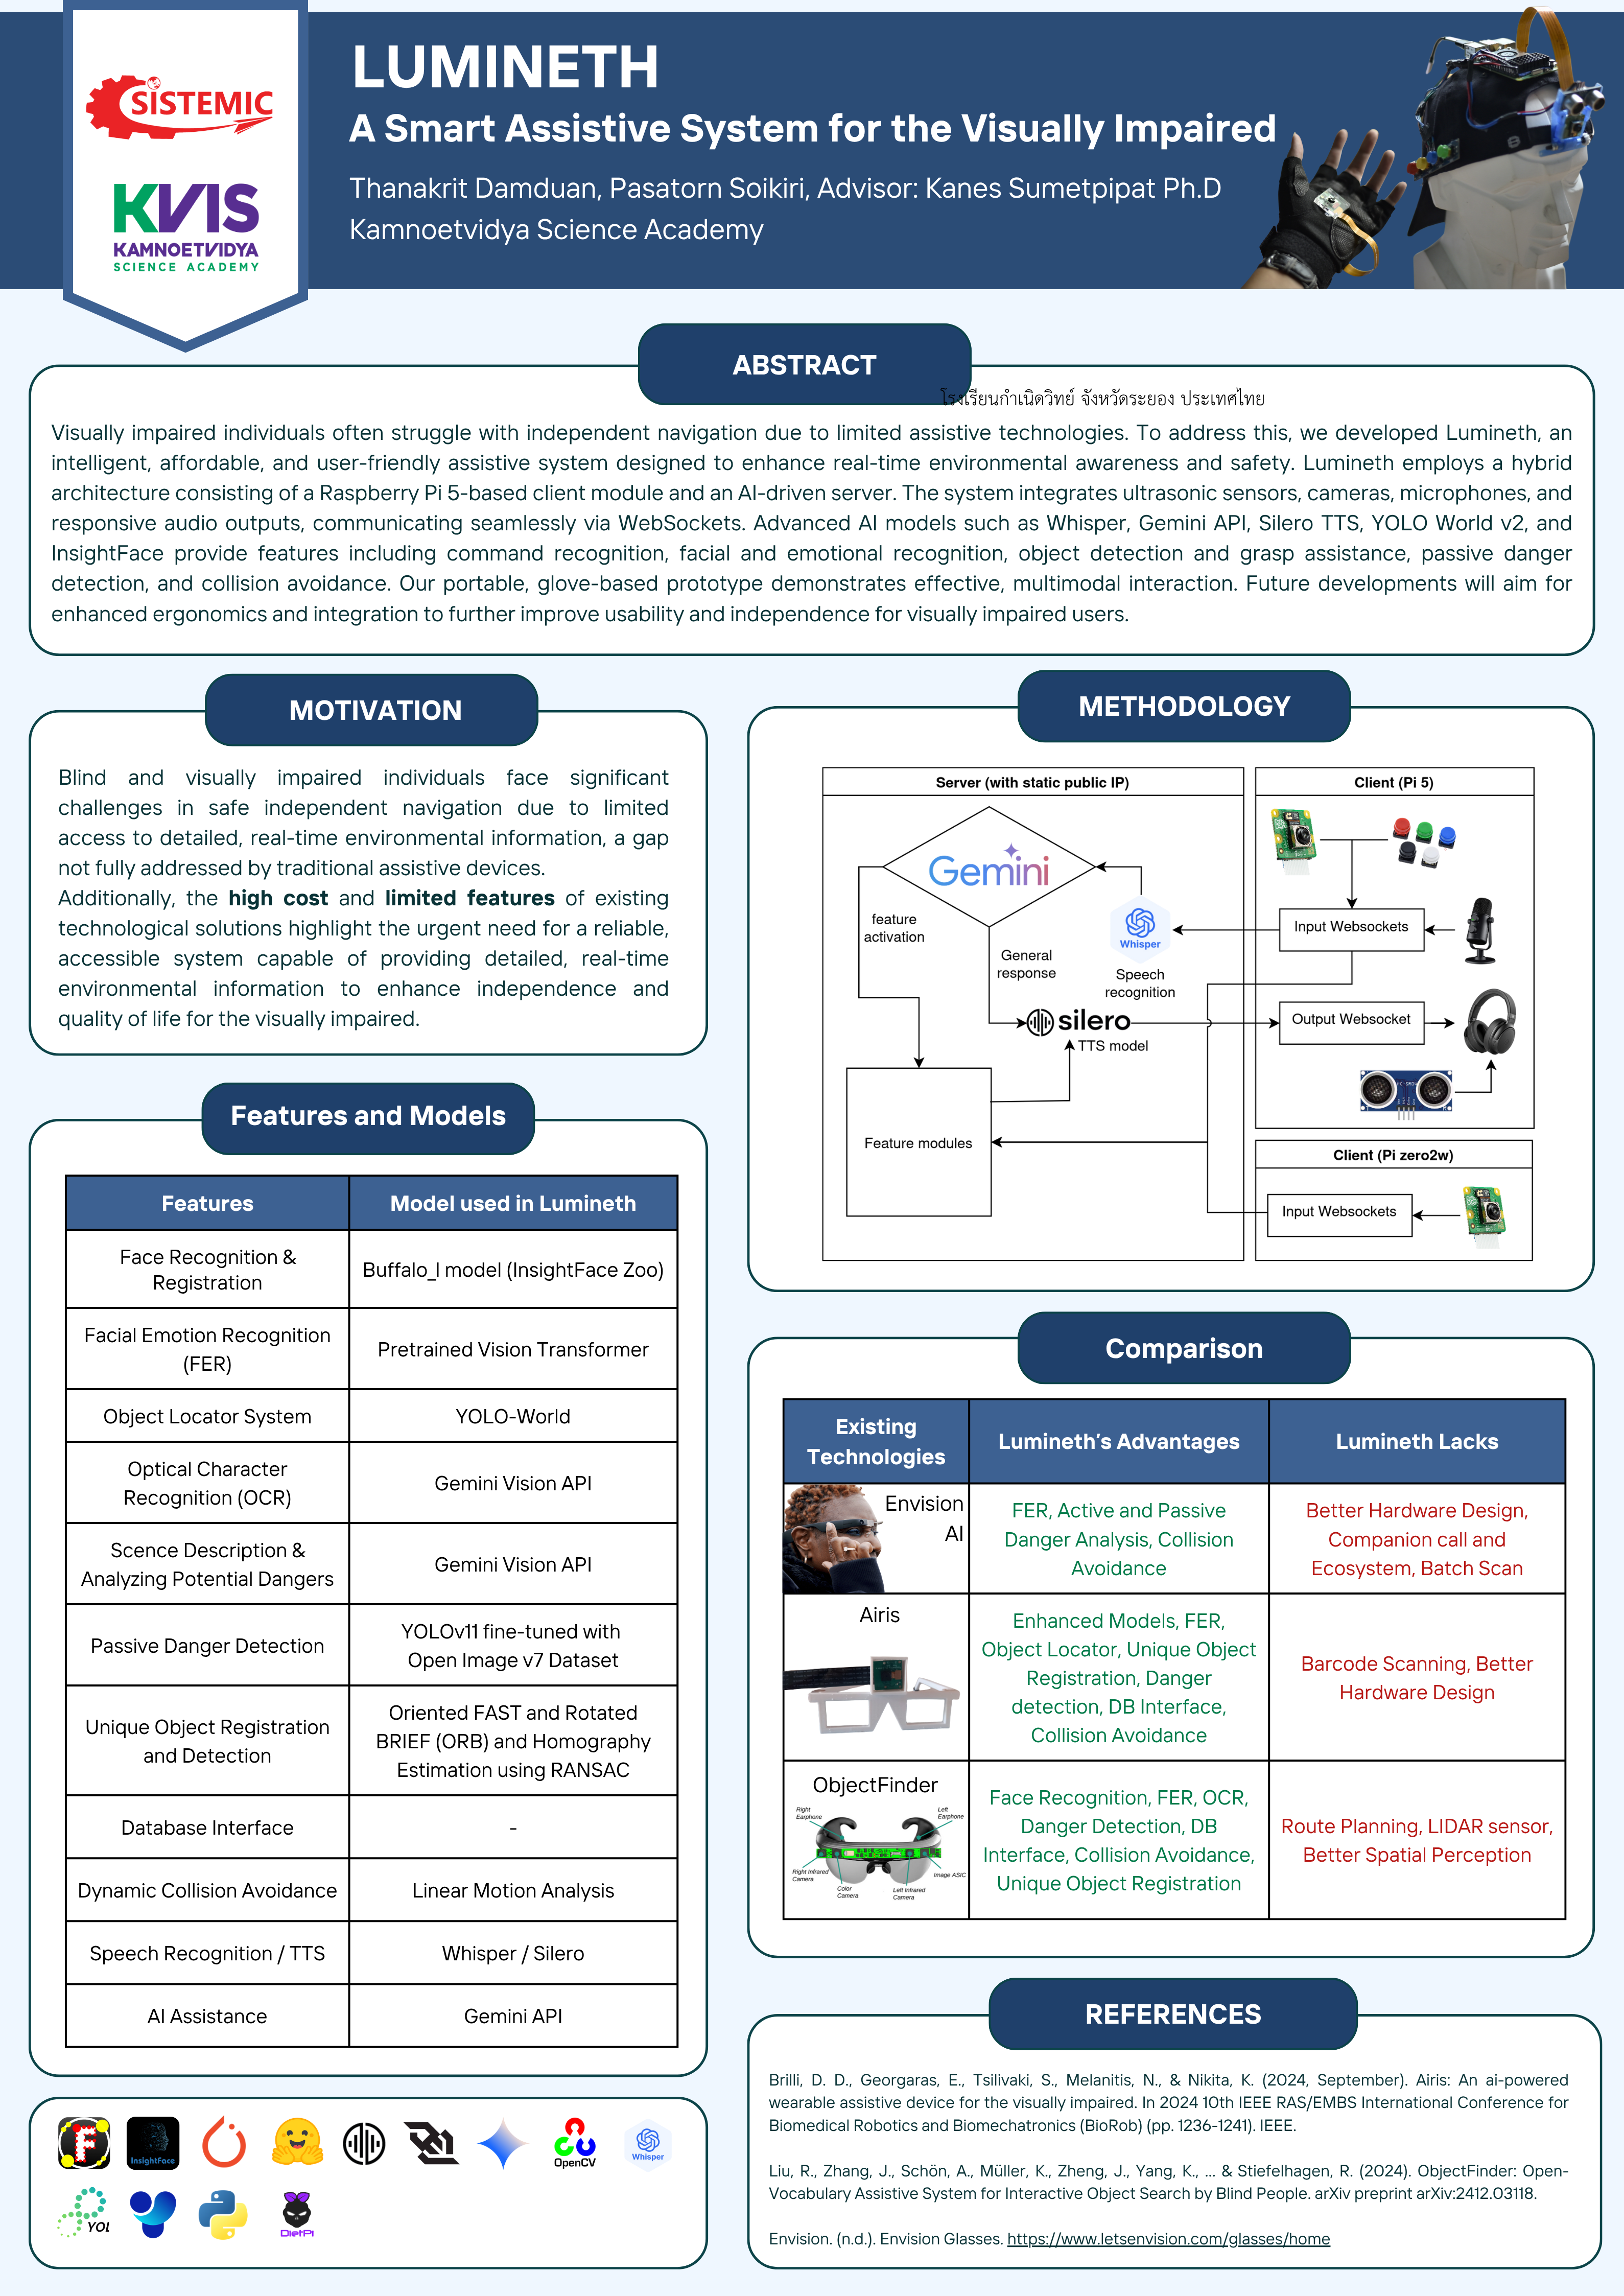 SISTEMIC
KVIS
KAMNOETVIDYA
SCIENCE ACADEMY
LUMINETH
A Smart Assistive System for the Visually Impaired
Thanakrit Damduan, Pasatorn Soikiri, Advisor: Kanes Sumetpipat Ph.D
Kamnoetvidya Science Academy
ABSTRACT
โรงเรียนกำเนิดวิทย์ จังหวัดระยอง ประเทศไทย
Visually impaired individuals often struggle with independent navigation due to limited assistive technologies. To address this, we developed Lumineth, an
intelligent, affordable, and user-friendly assistive system designed to enhance real-time environmental awareness and safety. Lumineth employs a hybrid
architecture consisting of a Raspberry Pi 5-based client module and an AI-driven server. The system integrates ultrasonic sensors, cameras, microphones, and
responsive audio outputs, communicating seamlessly via WebSockets. Advanced AI models such as Whisper, Gemini API, Silero TTS, YOLO World v2, and
InsightFace provide features including command recognition, facial and emotional recognition, object detection and grasp assistance, passive danger
detection, and collision avoidance. Our portable, glove-based prototype demonstrates effective, multimodal interaction. Future developments will aim for
enhanced ergonomics and integration to further improve usability and independence for visually impaired users.
MOTIVATION
Blind and visually impaired individuals face significant
challenges in safe independent navigation due to limited
access to detailed, real-time environmental information, a gap
not fully addressed by traditional assistive devices.
Additionally, the high cost and limited features of existing
technological solutions highlight the urgent need for a reliable,
accessible system capable of providing detailed, real-time
environmental information to enhance independence and
quality of life for the visually impaired.
Features and Models
Features
Model used in Lumineth
Face Recognition &
Registration
Buffalo_l model (InsightFace Zoo)
Facial Emotion Recognition
(FER)
Pretrained Vision Transformer
Object Locator System
YOLO-World
Optical Character
Recognition (OCR)
Gemini Vision API
Scence Description &
Analyzing Potential Dangers
Gemini Vision API
Passive Danger Detection
YOLOv11 fine-tuned with
Open Image v7 Dataset
Unique Object Registration
and Detection
Oriented FAST and Rotated
BRIEF (ORB) and Homography
Estimation using RANSAC
Database Interface
-
Dynamic Collision Avoidance
Linear Motion Analysis
Speech Recognition / TTS
Whisper / Silero
AI Assistance
Gemini API
F
InsightFace
OpenCV
Whisper
YOL
DietPi
METHODOLOGY
Server (with static public IP)
Client (Pi 5)
Gemini
feature
activation
General
response
Whisper
Speech
recognition
Input Websockets
silero
TTS model
Output Websocket
Feature modules
Client (Pi zero2w)
Input Websockets
Comparison
Existing
Technologies
Lumineth's Advantages
Lumineth Lacks
Envision
AI
FER, Active and Passive
Danger Analysis, Collision
Avoidance
Better Hardware Design,
Companion call and
Ecosystem, Batch Scan
Airis
Enhanced Models, FER,
Object Locator, Unique Object
Registration, Danger
detection, DB Interface,
Collision Avoidance
Barcode Scanning, Better
Hardware Design
ObjectFinder
Right
Earphone
Left
Earphone
Right Infrared
Camera
Color
Camera
Left Infrared
Camera
Image ASIC
Face Recognition, FER, OCR,
Danger Detection, DB
Interface, Collision Avoidance,
Unique Object Registration
Route Planning, LIDAR sensor,
Better Spatial Perception
REFERENCES
Brilli, D. D., Georgaras, E., Tsilivaki, S., Melanitis, N., & Nikita, K. (2024, September). Airis: An ai-powered
wearable assistive device for the visually impaired. In 2024 10th IEEE RAS/EMBS International Conference for
Biomedical Robotics and Biomechatronics (BioRob) (pp. 1236-1241). IEEE.
Liu, R., Zhang, J., Schön, A., Müller, K., Zheng, J., Yang, K., ... & Stiefelhagen, R. (2024). ObjectFinder: Open-
Vocabulary Assistive System for Interactive Object Search by Blind People. arXiv preprint arXiv:2412.03118.
Envision. (n.d.). Envision Glasses. https://www.letsenvision.com/glasses/home